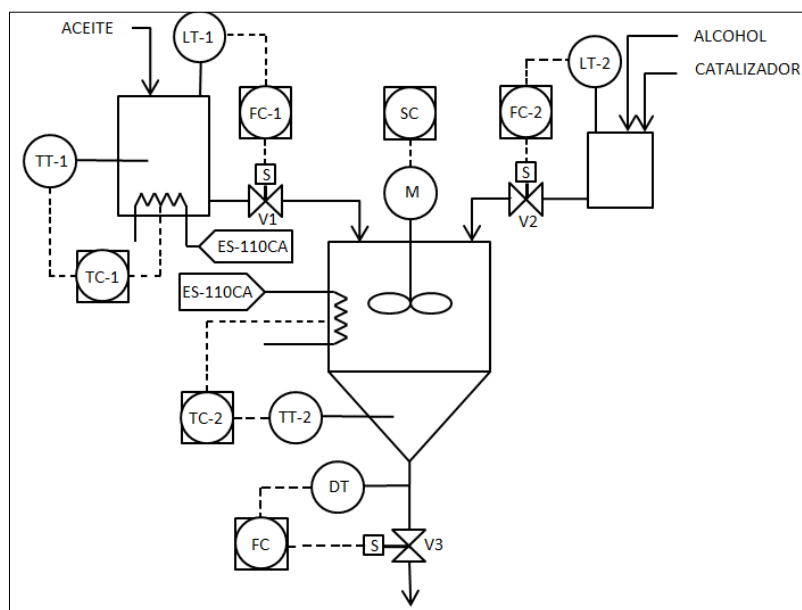 ACEITE
LT-1
FC-1
SC
FC-2
LT-2
ALCOHOL
CATALIZADOR
TT-1
S
V1
M
S
V2
ES-110CA
TC-1
ES-110CA
TC-2
TT-2
DT
FC
S
V3